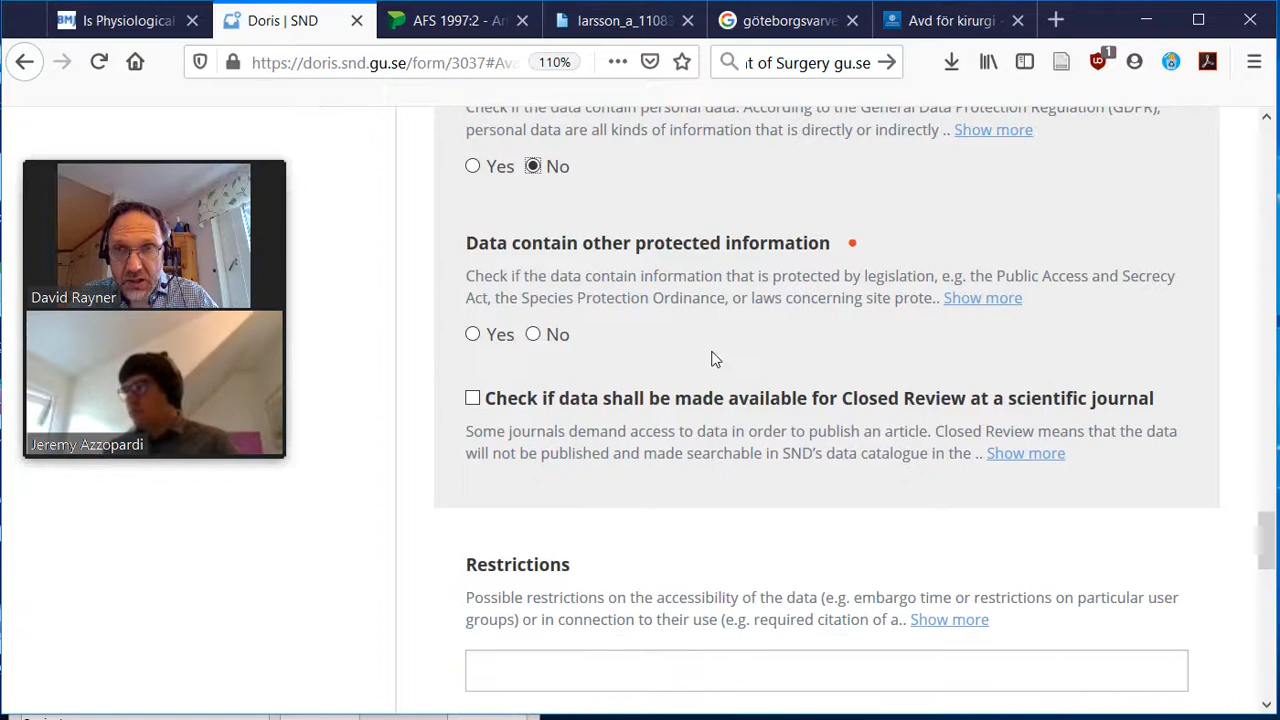 Is Physiological
Doris | SND
AFS 1997:2 - Ar
larsson_a_11083
göteborgsvarve
Avd för kirurgi -
https://doris.snd.gu.se/form/3037#Ava
110%
t of Surgery gu.se
1
Check if the data contain personal data. According to the General Data Protection Regulation (GDPR),
personal data are all kinds of information that is directly or indirectly .. Show more
Yes No
Data contain other protected information
Check if the data contain information that is protected by legislation, e.g. the Public Access and Secrecy
Act, the Species Protection Ordinance, or laws concerning site prote.. Show more
Yes No
Check if data shall be made available for Closed Review at a scientific journal
Some journals demand access to data in order to publish an article. Closed Review means that the data
will not be published and made searchable in SND's data catalogue in the .. Show more
Restrictions
Possible restrictions on the accessibility of the data (e.g. embargo time or restrictions on particular user
groups) or in connection to their use (e.g. required citation of a.. Show more
David Rayner
Jeremy Azzopardi